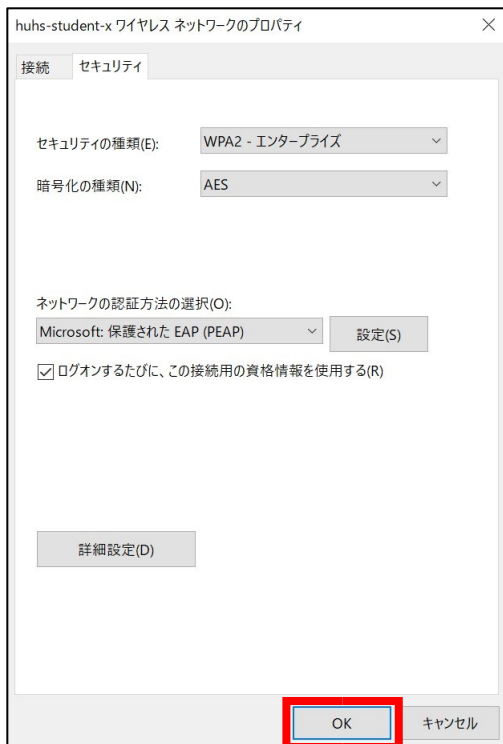 huhs-student-x ワイヤレス ネットワークのプロパティ
接続 セキュリティ
セキュリティの種類(E): WPA2 - エンタープライズ
暗号化の種類(N): AES
ネットワークの認証方法の選択(O):
Microsoft: 保護された EAP (PEAP) 設定(S)
ログオンするたびに、この接続用の資格情報を使用する(R)
詳細設定(D)
OK キャンセル